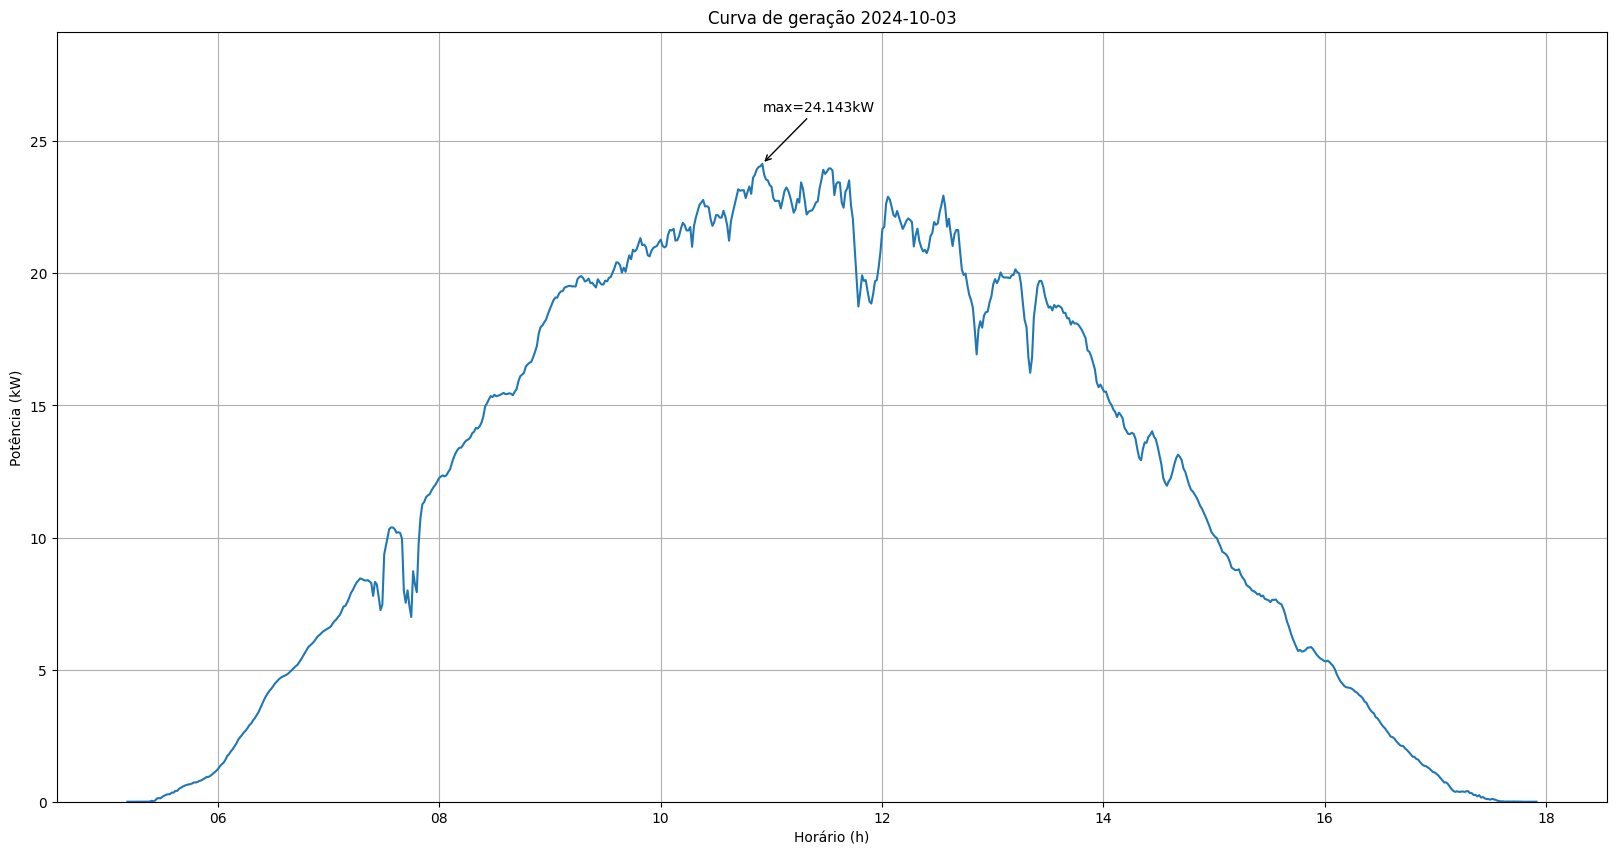 Curva de geração 2024-10-03
max=24.143kW
25
20
15
10
5
0
Potência (kW)
06 08 10 12 14 16 18
Horário (h)